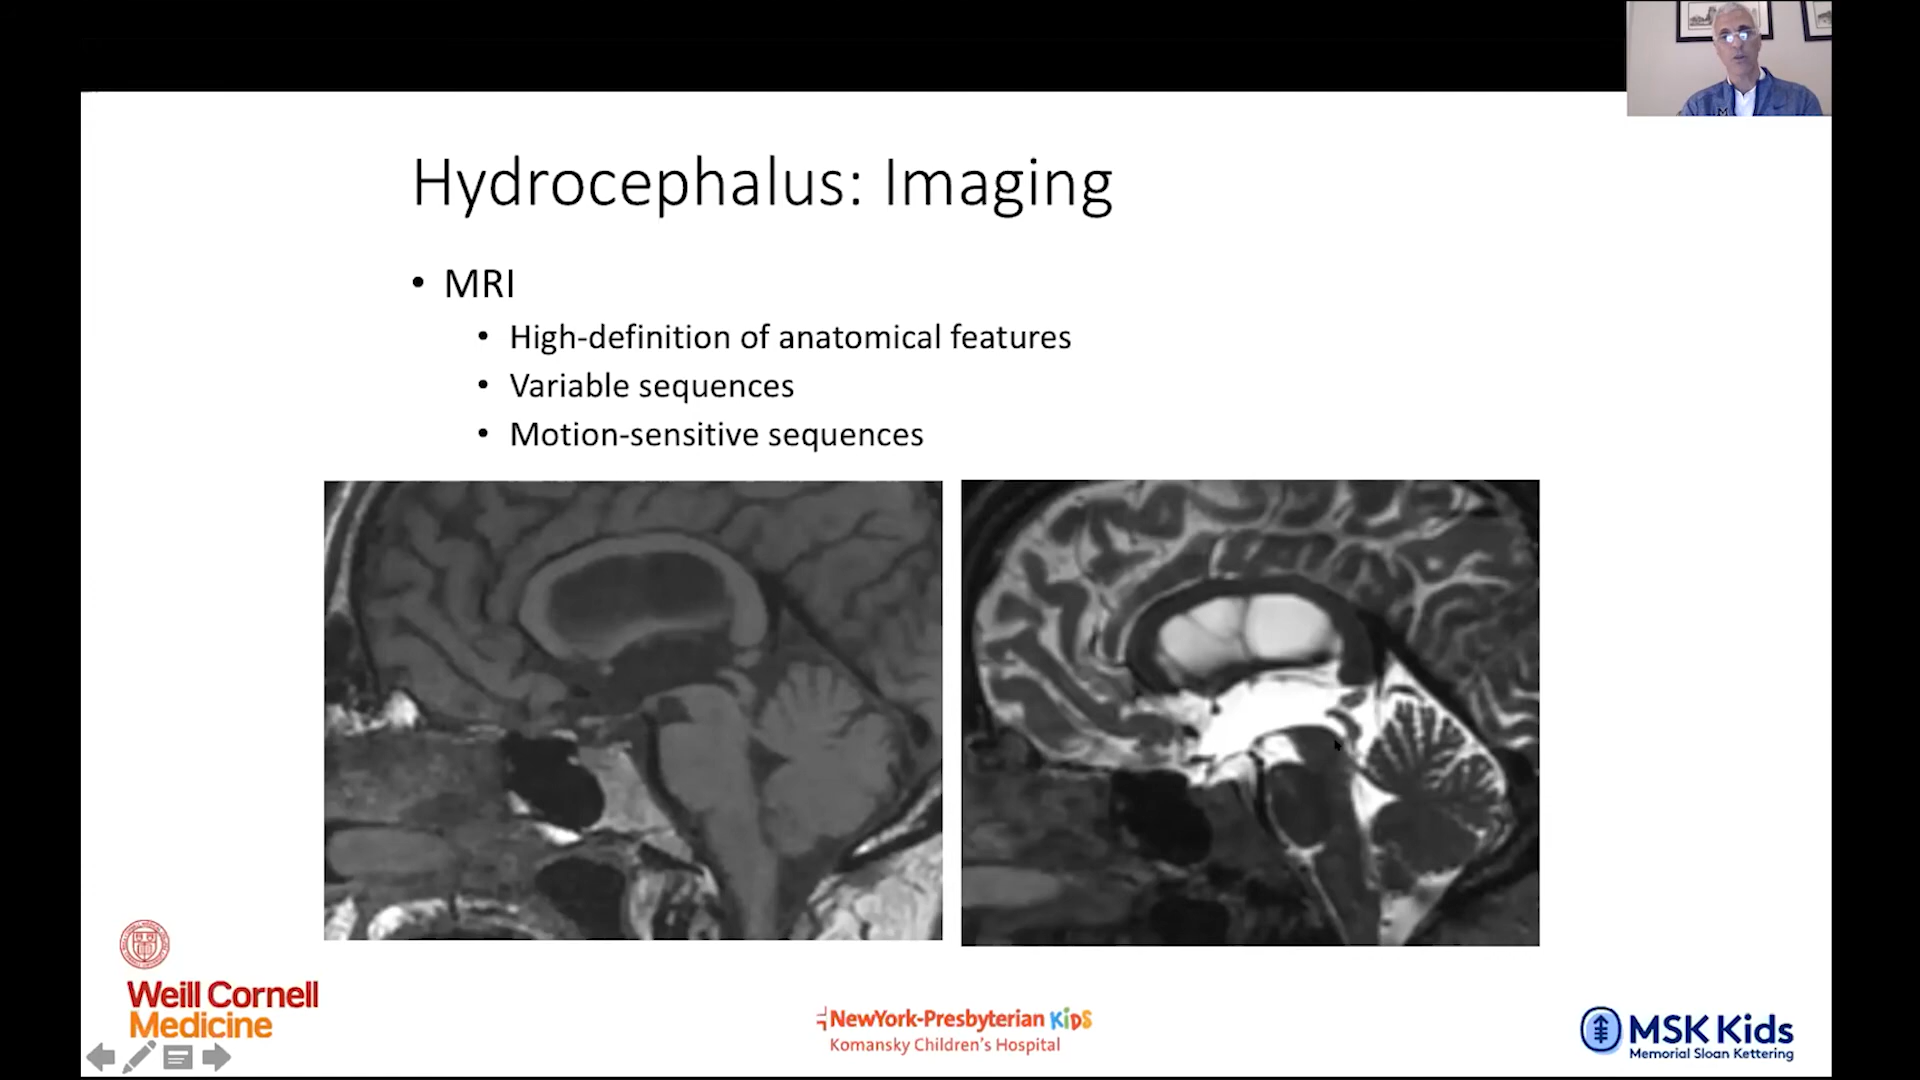 Hydrocephalus: Imaging
• MRI
• High-definition of anatomical features
• Variable sequences
• Motion-sensitive sequences
Weill Cornell
Medicine
NewYork-Presbyterian KiDS
Komansky Children's Hospital
MSK Kids
Memorial Sloan Kettering